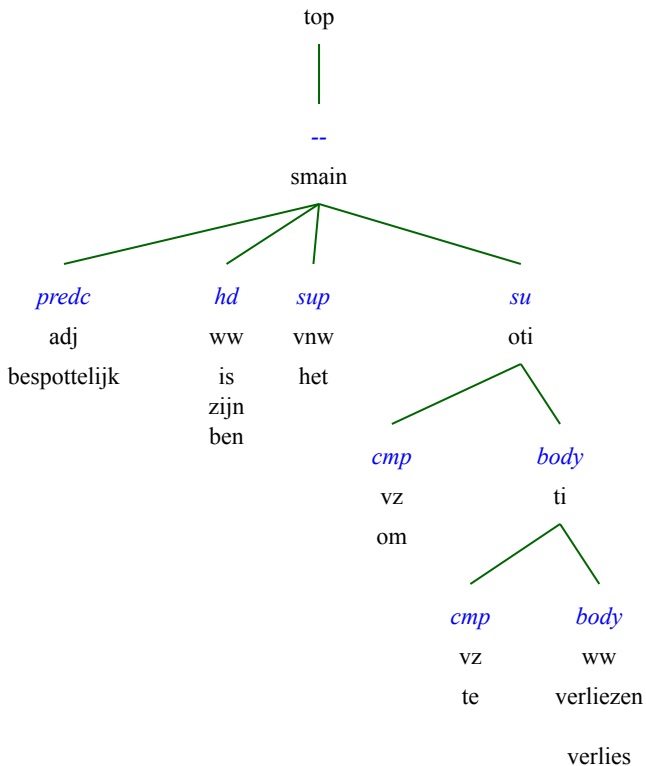 top
--
smain
predc hd sup su
adj ww vnw oti
bespottelijk is het
zijn
ben
cmp body
vz ti
om
cmp body
vz ww
te verliezen
verlies